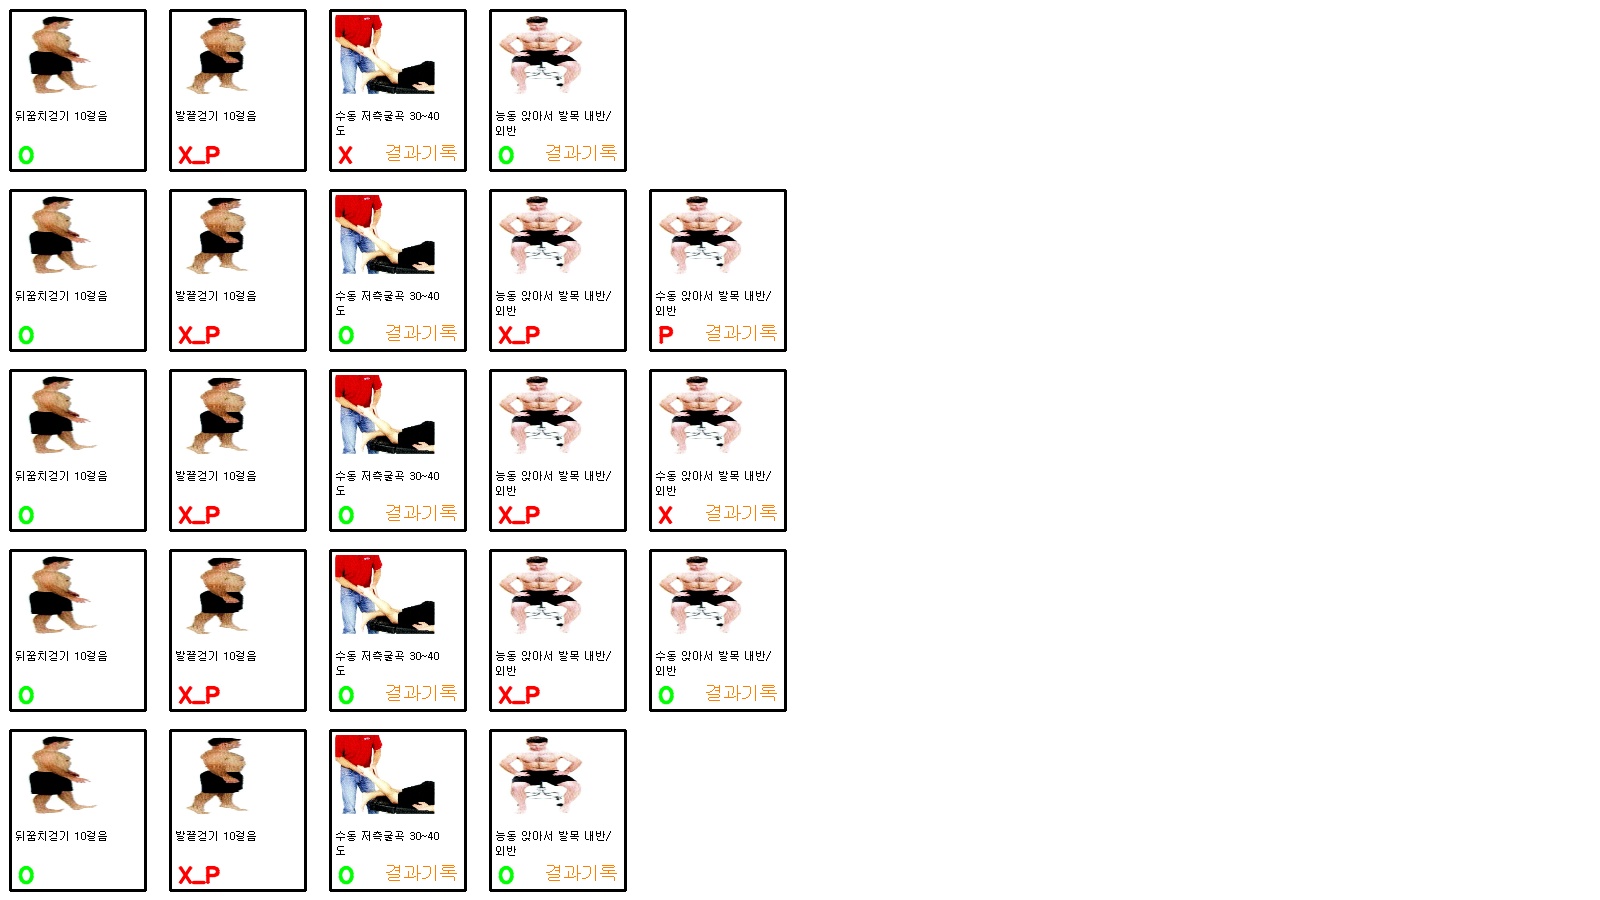 뒤꿈치걷기 10걸음
O
발끝걷기 10걸음
X_P
수동 저측굴곡 30~40
도
X 결과기록
능동 앉아서 발목 내반/
외반
O 결과기록
뒤꿈치걷기 10걸음
O
발끝걷기 10걸음
X_P
수동 저측굴곡 30~40
도
O 결과기록
능동 앉아서 발목 내반/
외반
X_P
수동 앉아서 발목 내반/
외반
P 결과기록
뒤꿈치걷기 10걸음
O
발끝걷기 10걸음
X_P
수동 저측굴곡 30~40
도
O 결과기록
능동 앉아서 발목 내반/
외반
X_P
수동 앉아서 발목 내반/
외반
X 결과기록
뒤꿈치걷기 10걸음
O
발끝걷기 10걸음
X_P
수동 저측굴곡 30~40
도
O 결과기록
능동 앉아서 발목 내반/
외반
X_P
수동 앉아서 발목 내반/
외반
O 결과기록
뒤꿈치걷기 10걸음
O
발끝걷기 10걸음
X_P
수동 저측굴곡 30~40
도
O 결과기록
능동 앉아서 발목 내반/
외반
O 결과기록